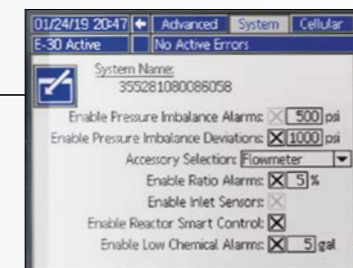 01/24/19 20:47 Advanced System Cellular
E-30 Active No Active Errors
System Name:
355281080086058
Enable Pressure Imbalance Alarms: 500 psi
Enable Pressure Imbalance Deviations: 1000 psi
Accessory Selection: Flowmeter
Enable Ratio Alarms: 5 %
Enable Inlet Sensors:
Enable Reactor Smart Control:
Enable Low Chemical Alarms: 5 gal